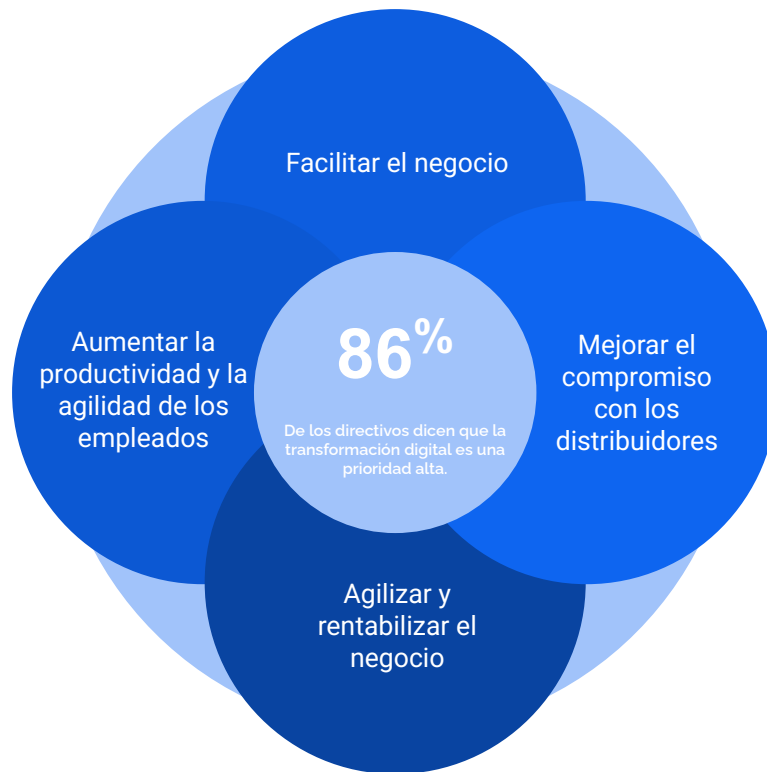 Facilitar el negocio
Aumentar la
productividad y la
agilidad de los
empleados
86%
De los directivos dicen que la
transformación digital es una
prioridad alta.
Mejorar el
compromiso
con los
distribuidores
Agilizar y
rentabilizar el
negocio